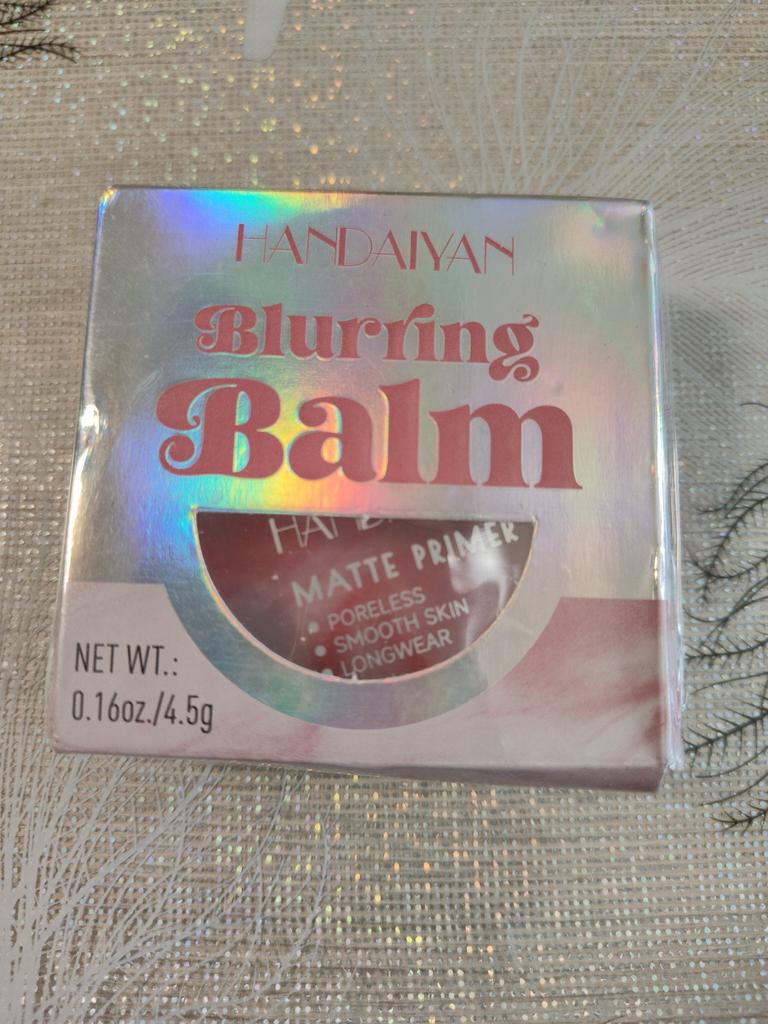 HANDAIYAN
Blurring
Balm
MATTE PRIMER
• PORELESS
• SMOOTH SKIN
• LONGWEAR
NET WT.:
0.16oz./4.5g